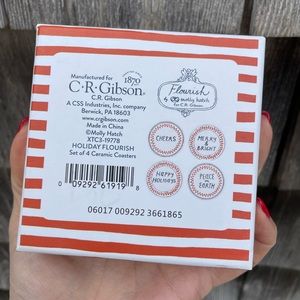 Manufactured for
C·R·Gibson®
1870
C.R. Gibson
A CSS Industries, Inc. company
Berwick, PA 18603
www.crgibson.com
Made in China
©Molly Hatch
XTC3-19778
HOLIDAY FLOURISH
Set of 4 Ceramic Coasters
Flourish
by molly hatch
for C.R. Gibson
CHEERS
MERRY
&
BRIGHT
HAPPY
HOLIDAYS
PEACE
on
EARTH
0 09292 61919 8
06017 009292 3661865